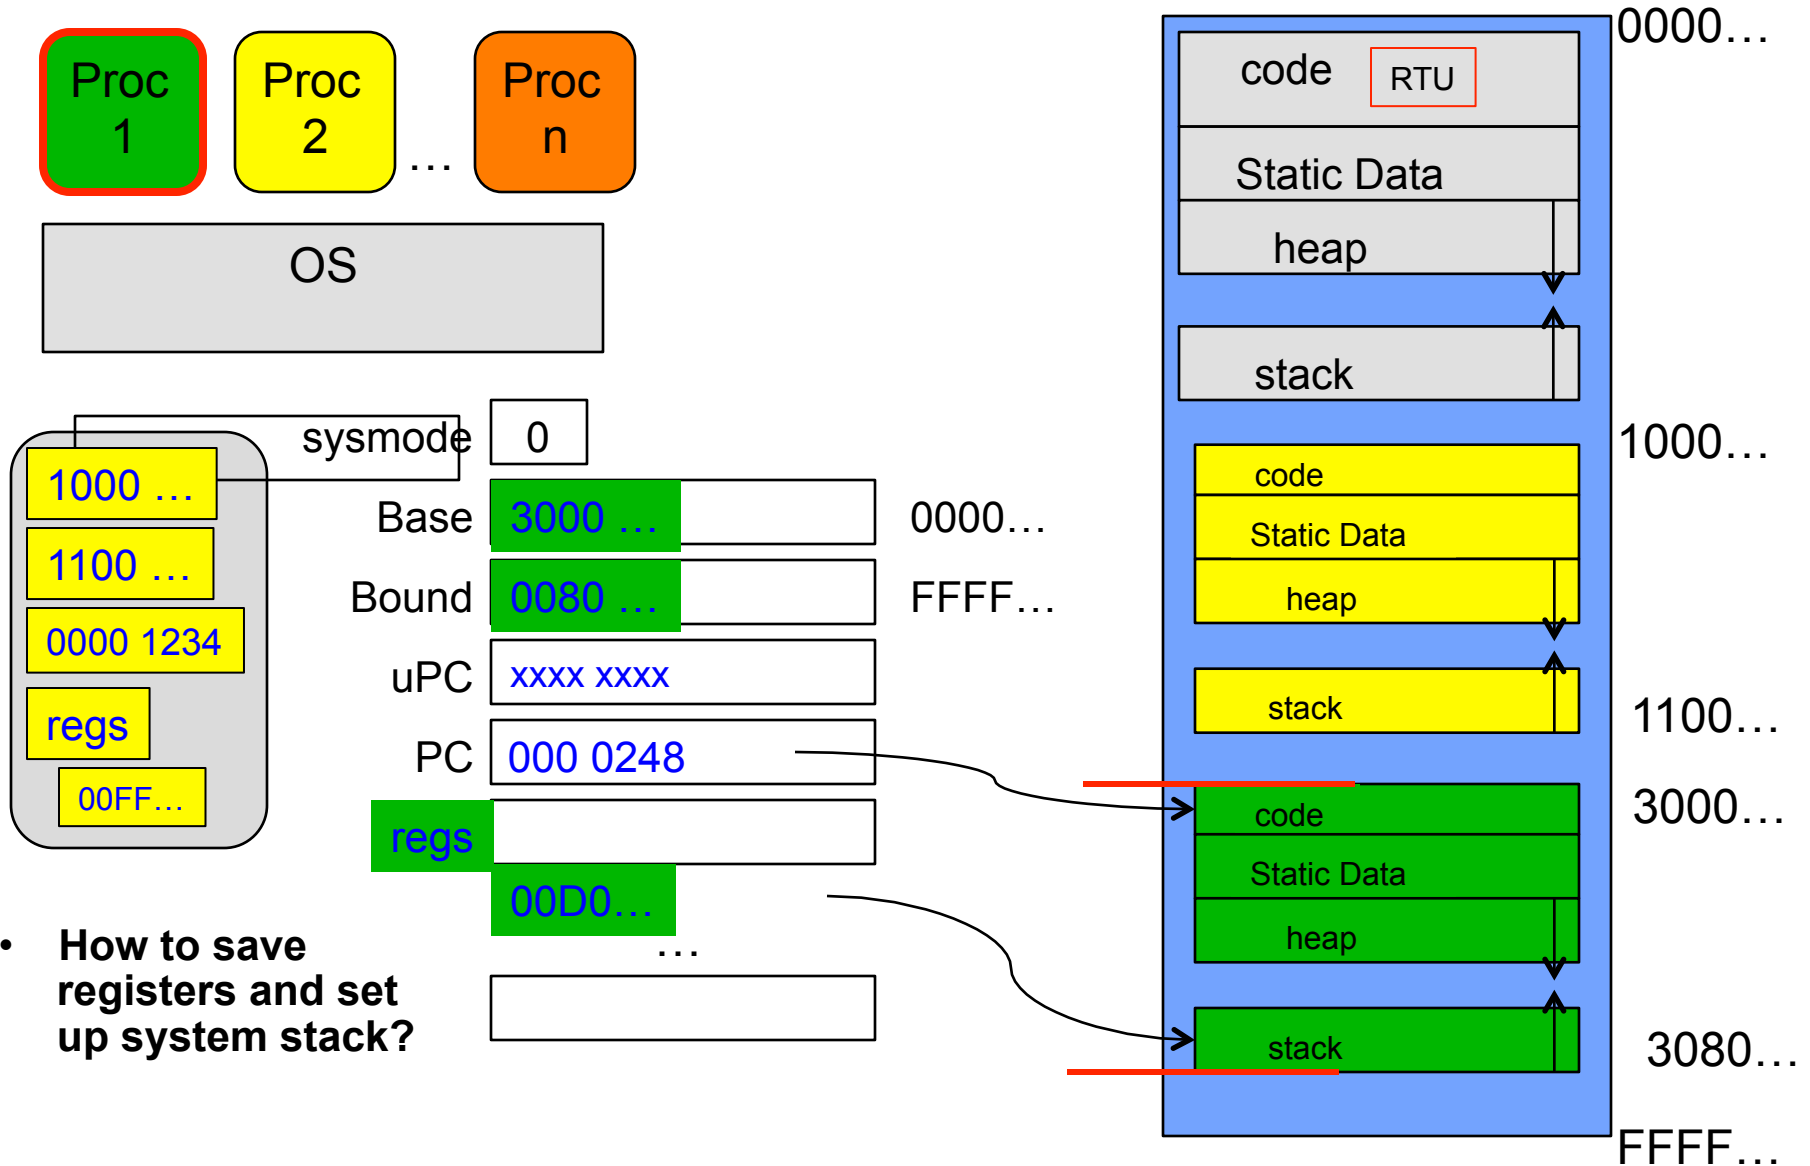 Proc
1
Proc
2
…
Proc
n
OS
sysmode
0
1000 …
1100 …
0000 1234
regs
00FF…
Base
3000 …
0000…
Bound
0080 …
FFFF…
uPC
xxxx xxxx
PC
000 0248
regs
00D0…
…
• How to save
registers and set
up system stack?
0000…
code
RTU
Static Data
heap
stack
1000…
code
Static Data
heap
stack
1100…
3000…
code
Static Data
heap
stack
3080…
FFFF…